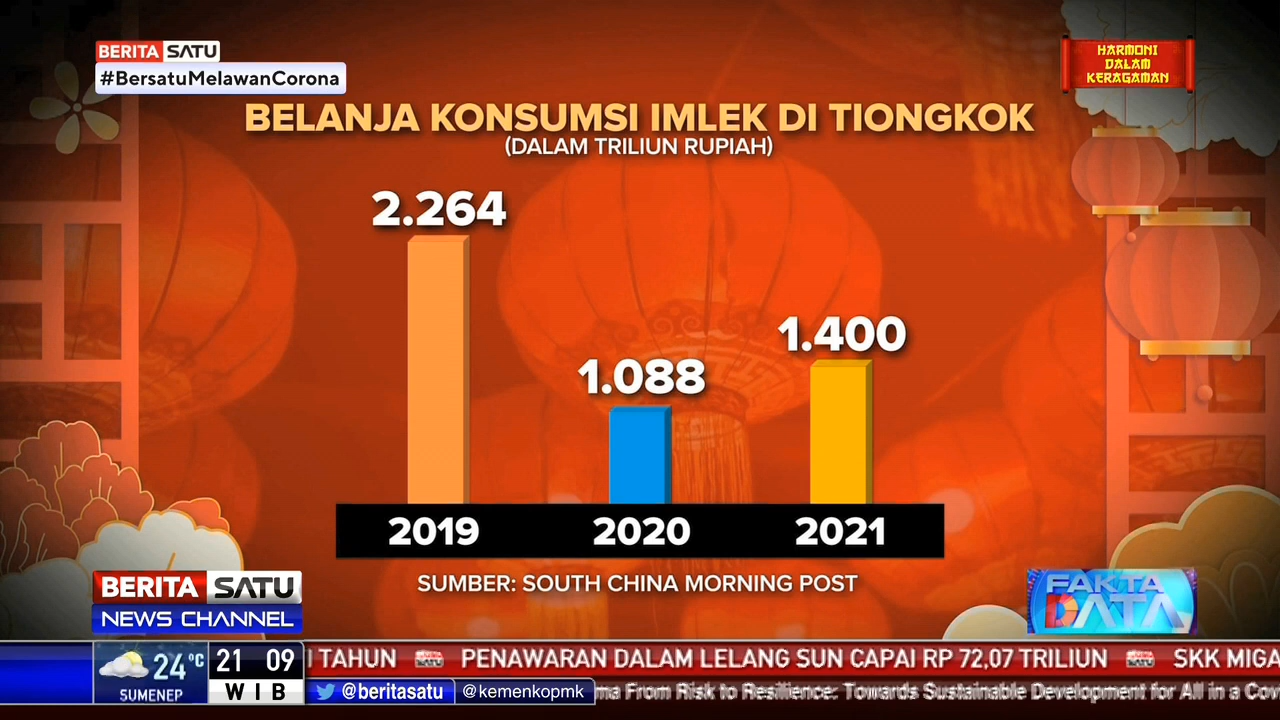 BERITA SATU
#BersatuMelawanCorona
HARMONI
DALAM
KERAGAMAN
BELANJA KONSUMSI IMLEK DI TIONGKOK
(DALAM TRILIUN RUPIAH)
2.264
1.088
1.400
2019
2020
2021
SUMBER: SOUTH CHINA MORNING POST
BERITA SATU
NEWS CHANNEL
FAKTA
DATA
24°C
SUMENEP
21 09
WIB
TAHUN
PENAWARAN DALAM LELANG SUN CAPAI RP 72,07 TRILIUN
SKK MIGA
@beritasatu
@kemenkopmk
ma From Risk to Resilience: Towards Sustainable Development for All in a Cov